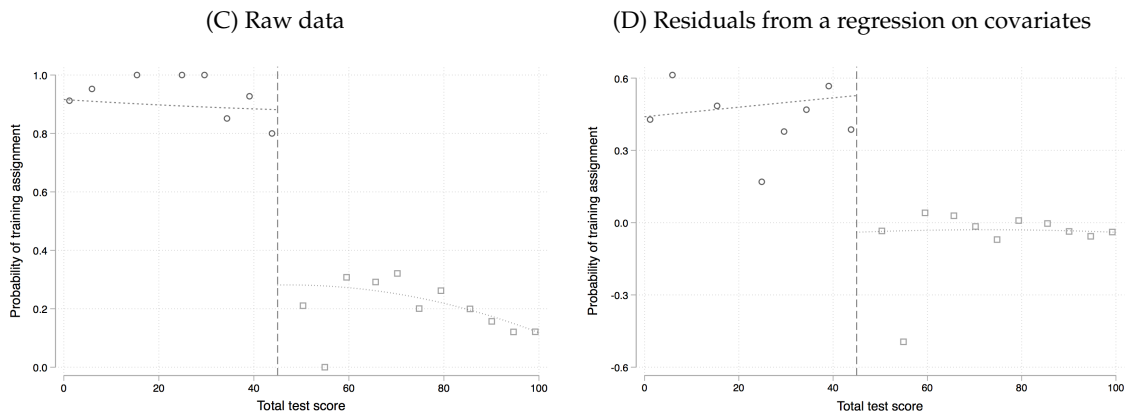 (C) Raw data
(D) Residuals from a regression on covariates
Probability of training assignment
1.0
0.8
0.6
0.4
0.2
0.0
0 20 40 60 80 100
Total test score
Probability of training assignment
0.6
0.3
0.0
-0.3
-0.6
0 20 40 60 80 100
Total test score